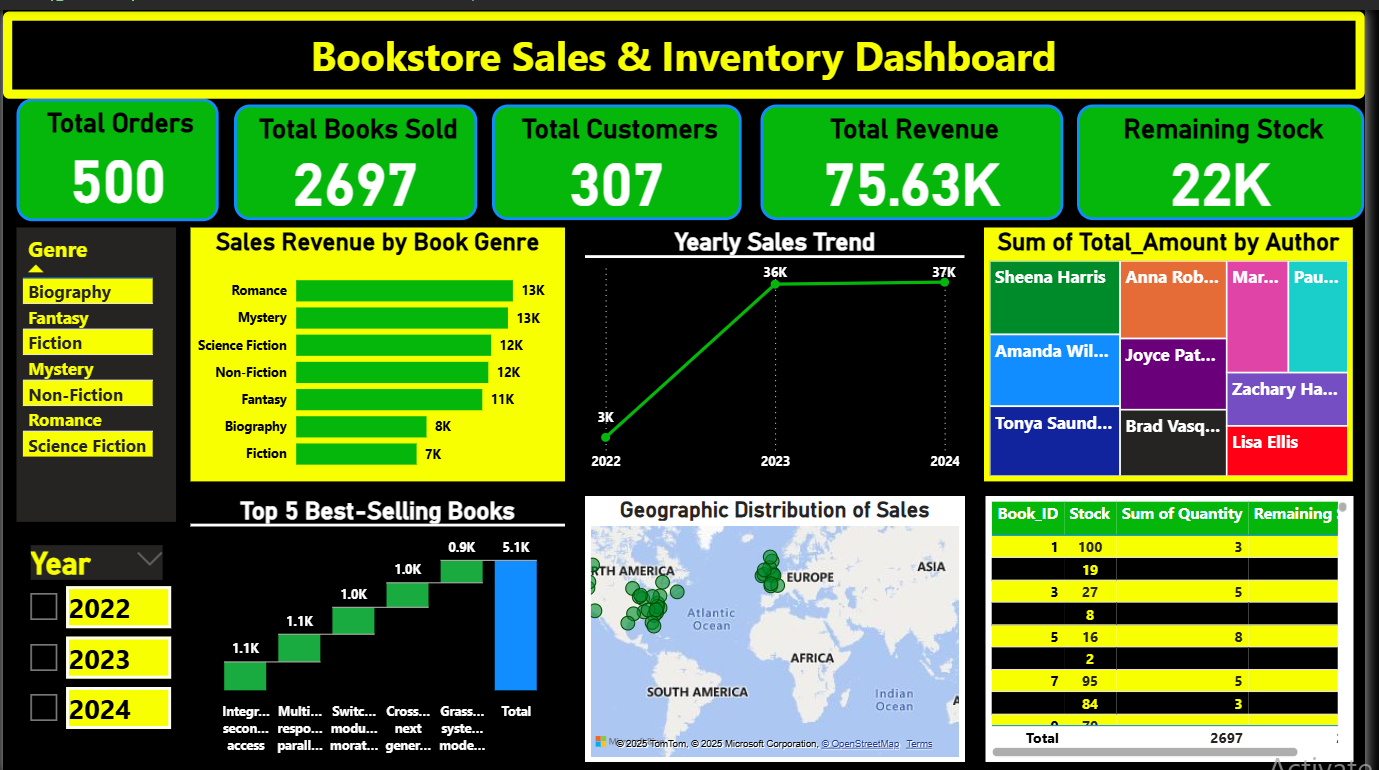 Bookstore Sales & Inventory Dashboard
Total Orders
500
Total Books Sold
2697
Total Customers
307
Total Revenue
75.63K
Remaining Stock
22K
Genre
Biography
Fantasy
Fiction
Mystery
Non-Fiction
Romance
Science Fiction
Year
2022
2023
2024
Sales Revenue by Book Genre
Romance 13K
Mystery 13K
Science Fiction 12K
Non-Fiction 12K
Fantasy 11K
Biography 8K
Fiction 7K
Yearly Sales Trend
3K 36K 37K
2022 2023 2024
Sum of Total_Amount by Author
Sheena Harris
Amanda Wil...
Tonya Saund...
Anna Rob...
Joyce Pat...
Brad Vasq...
Mar...
Pau...
Zachary Ha...
Lisa Ellis
Top 5 Best-Selling Books
1.1K 1.1K 1.0K 1.0K 0.9K 5.1K
Integr... Multi... Switc... Cross... Grass... Total
secon... respo... modu... next syste...
access parall... morat... gener... mode...
Geographic Distribution of Sales
RTH AMERICA
EUROPE
ASIA
Atlantic
Ocean
AFRICA
SOUTH AMERICA
Indian
Ocean
© 2025 TomTom, © 2025 Microsoft Corporation, © OpenStreetMap Terms
Book_ID Stock Sum of Quantity Remaining
1 100 3
19
3 27 5
8
5 16 8
2
7 95 5
84 3
Total 2697